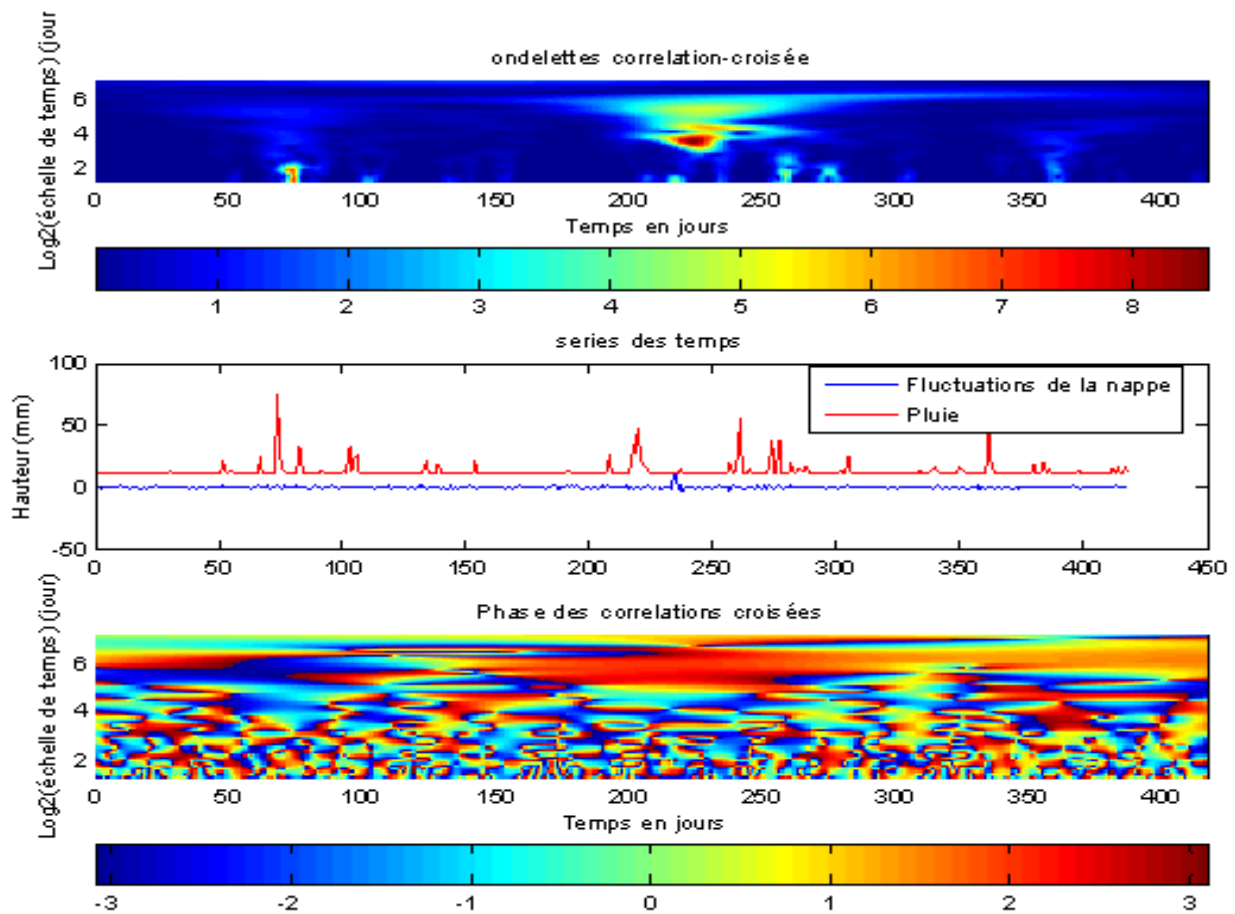 ondelettes correlation-croisée
Log2(échelle de temps) (jour
6
4
2
0 50 100 150 200 250 300 350 400
Temps en jours
1 2 3 4 5 6 7 8
series des temps
Hauteur (mm)
100
50
0
-50
Fluctuations de la nappe
Pluie
0 50 100 150 200 250 300 350 400 450
Phase des correlations croisées
Log2(échelle de temps) (jour)
6
4
2
0 50 100 150 200 250 300 350 400
Temps en jours
-3 -2 -1 0 1 2 3